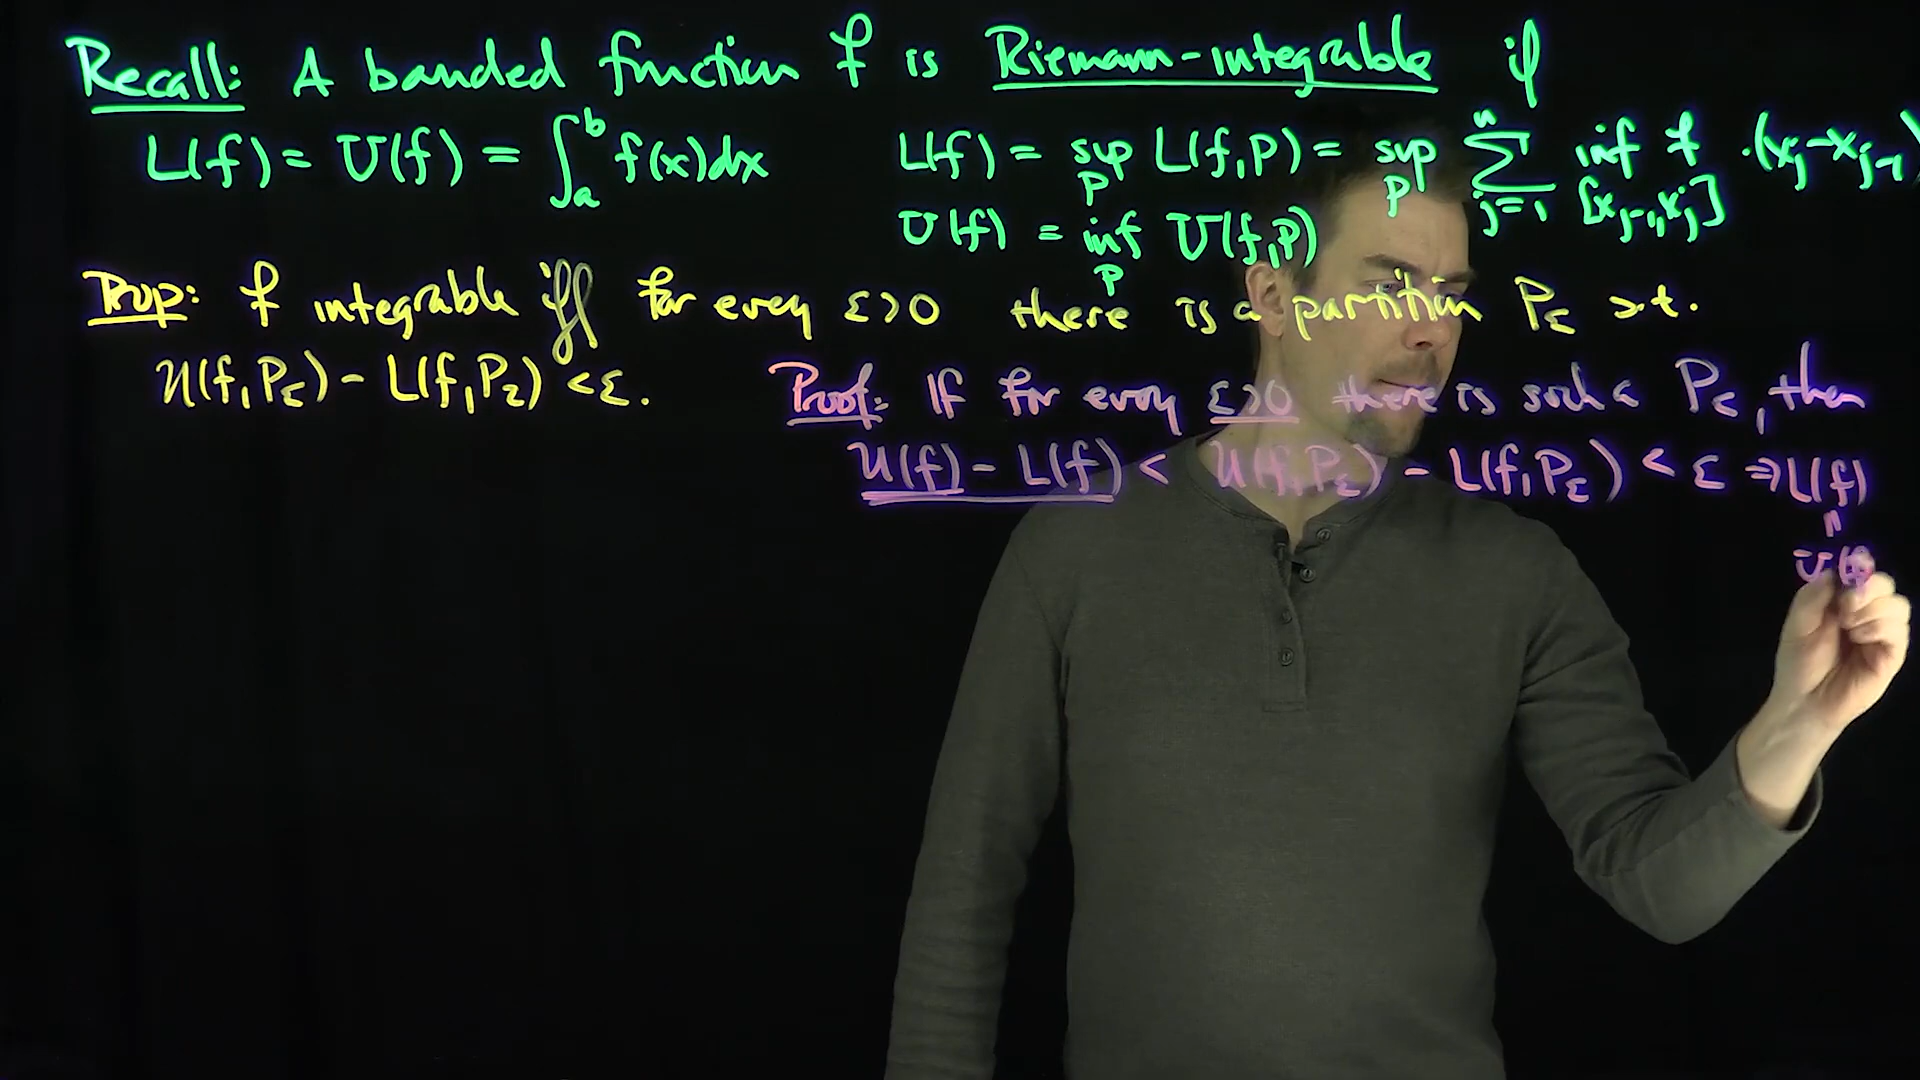 Recall: A bounded function f is Riemann-integrable if
L(f) = U(f) = ∫_a^b f(x)dx
L(f) = sup_P L(f,P) = sup_P Σ_{j=1}^n inf_{[x_{j-1},x_j]} f ·(x_j-x_{j-1})
U(f) = inf_P U(f,P)
Prop: f integrable iff for every ε>0 there is a partition P_ε s.t.
U(f,P_ε) - L(f,P_ε) < ε.
Proof: If for every ε>0 there is such a P_ε, then
U(f) - L(f) < U(f,P_ε) - L(f,P_ε) < ε ⇒ L(f)
=
U(f